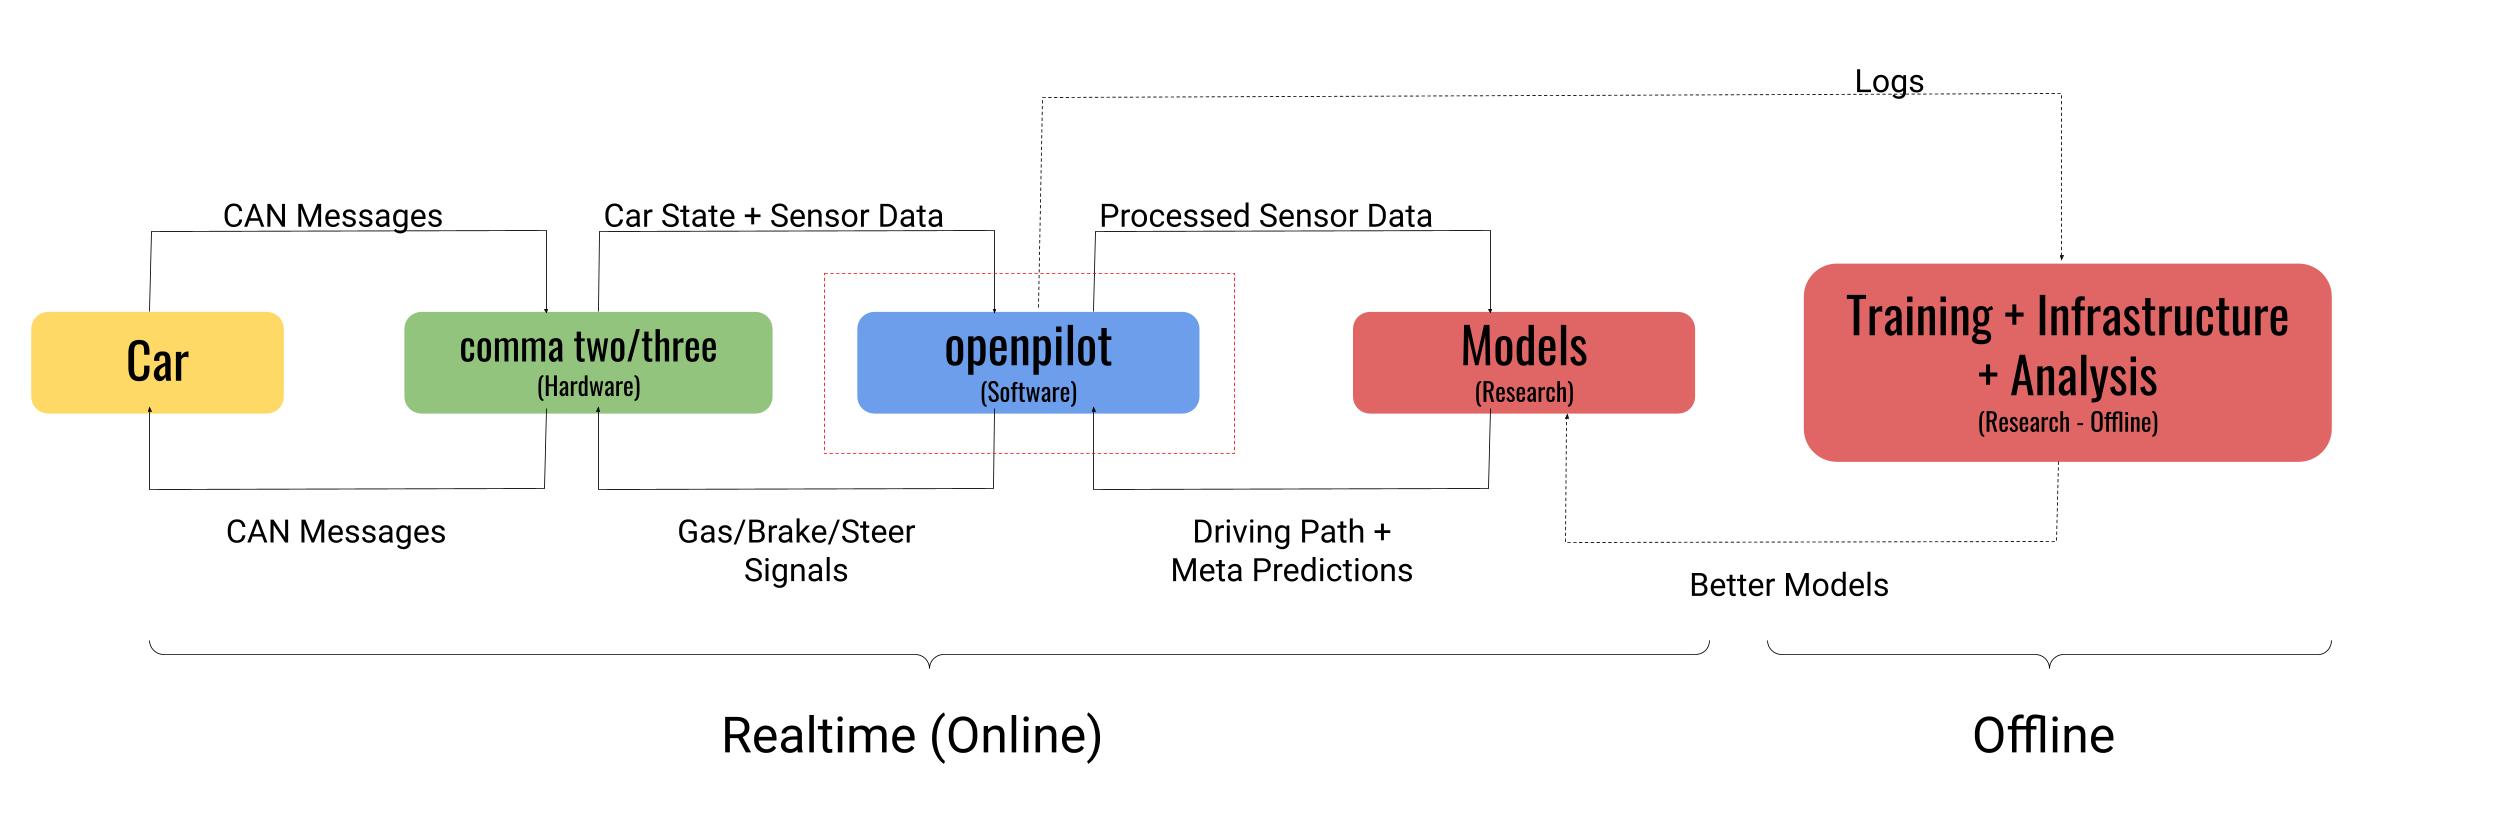 Logs
CAN Messages
Car State + Sensor Data
Processed Sensor Data
Car
comma two/three
(Hardware)
openpilot
(Software)
Models
(Research)
Training + Infrastructure
+ Analysis
(Research - Offline)
CAN Messages
Gas/Brake/Steer
Signals
Driving Path +
Meta Predictions
Better Models
Realtime (Online)
Offline